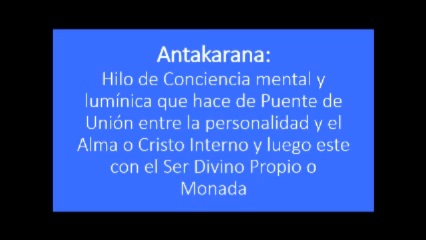 Antakarana:
Hilo de Conciencia mental y
lumínica que hace de Puente de
Unión entre la personalidad y el
Alma o Cristo Interno y luego este
con el Ser Divino Propio o
Monada